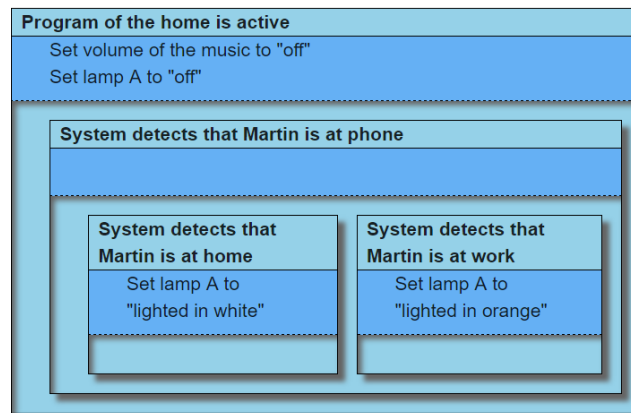 Program of the home is active
Set volume of the music to "off"
Set lamp A to "off"
System detects that Martin is at phone
System detects that
Martin is at home
Set lamp A to
"lighted in white"
System detects that
Martin is at work
Set lamp A to
"lighted in orange"